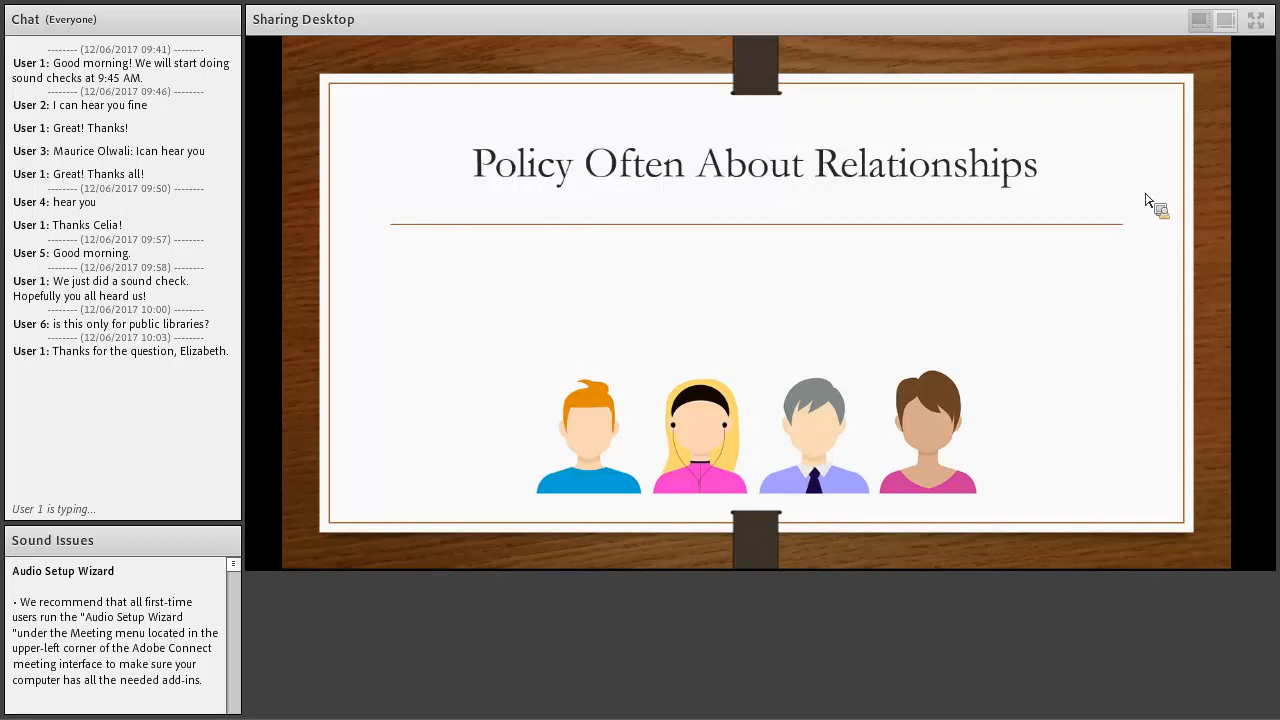 Chat (Everyone)
-------- (12/06/2017 09:41) --------
User 1: Good morning! We will start doing
sound checks at 9:45 AM.
-------- (12/06/2017 09:46) --------
User 2: I can hear you fine
User 1: Great! Thanks!
User 3: Maurice Olwali: Ican hear you
User 1: Great! Thanks all!
-------- (12/06/2017 09:50) --------
User 4: hear you
User 1: Thanks Celia!
-------- (12/06/2017 09:57) --------
User 5: Good morning.
-------- (12/06/2017 09:58) --------
User 1: We just did a sound check.
Hopefully you all heard us!
-------- (12/06/2017 10:00) --------
User 6: is this only for public libraries?
-------- (12/06/2017 10:03) --------
User 1: Thanks for the question, Elizabeth.
User 1 is typing...
Sound Issues
Audio Setup Wizard
• We recommend that all first-time
users run the "Audio Setup Wizard
"under the Meeting menu located in the
upper-left corner of the Adobe Connect
meeting interface to make sure your
computer has all the needed add-ins.
Sharing Desktop
Policy Often About Relationships